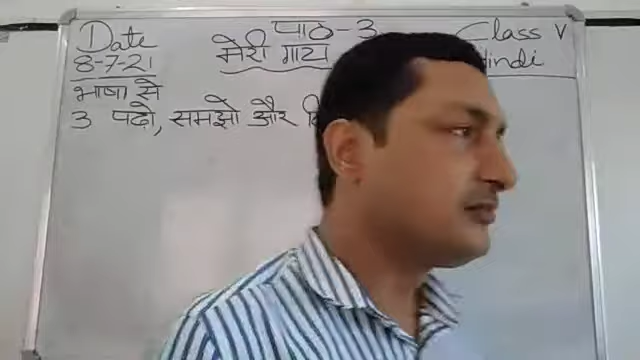 Date
8-7-21
पाठ-3
मेरी गाय
Class V
Hindi
भाषा से
3 पढो, समझो और